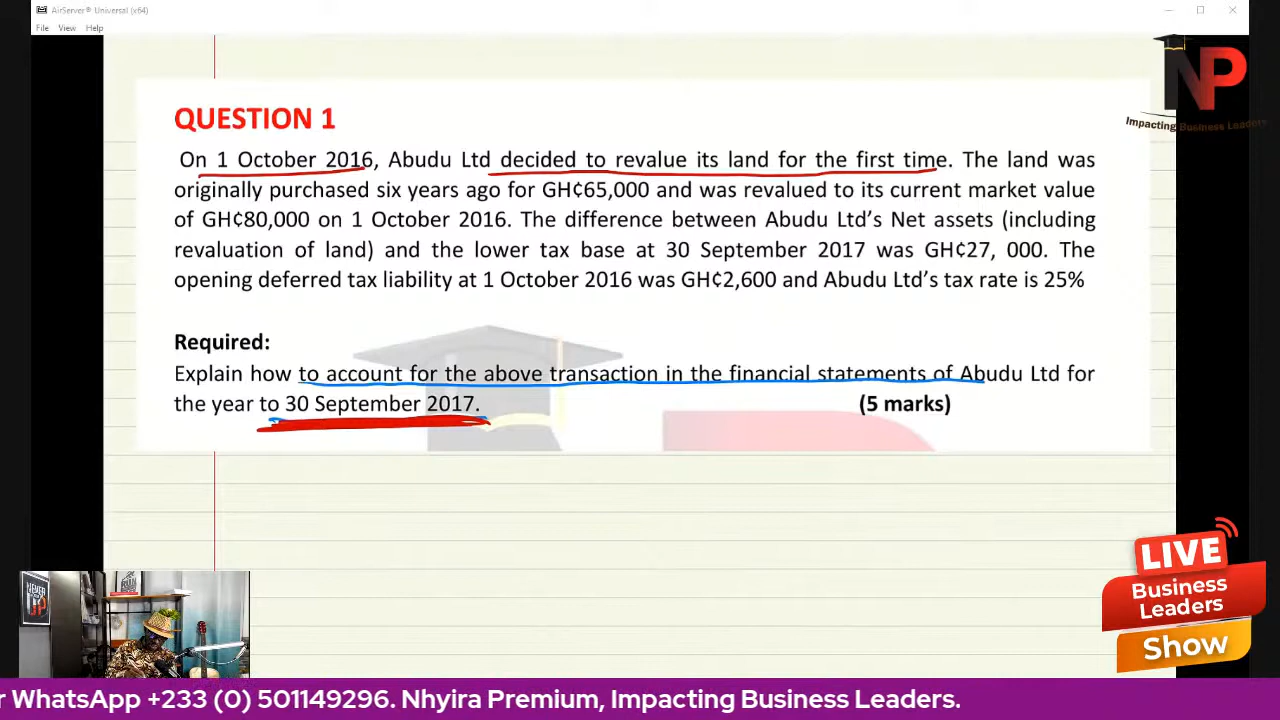 AirServer® Universal (x64)
File View Help
NP
Impacting Business Leaders
QUESTION 1
On 1 October 2016, Abudu Ltd decided to revalue its land for the first time. The land was
originally purchased six years ago for GH¢65,000 and was revalued to its current market value
of GH¢80,000 on 1 October 2016. The difference between Abudu Ltd's Net assets (including
revaluation of land) and the lower tax base at 30 September 2017 was GH¢27, 000. The
opening deferred tax liability at 1 October 2016 was GH¢2,600 and Abudu Ltd's tax rate is 25%
Required:
Explain how to account for the above transaction in the financial statements of Abudu Ltd for
the year to 30 September 2017. (5 marks)
LIVE
Business
Leaders
Show
r WhatsApp +233 (0) 501149296. Nhyira Premium, Impacting Business Leaders.